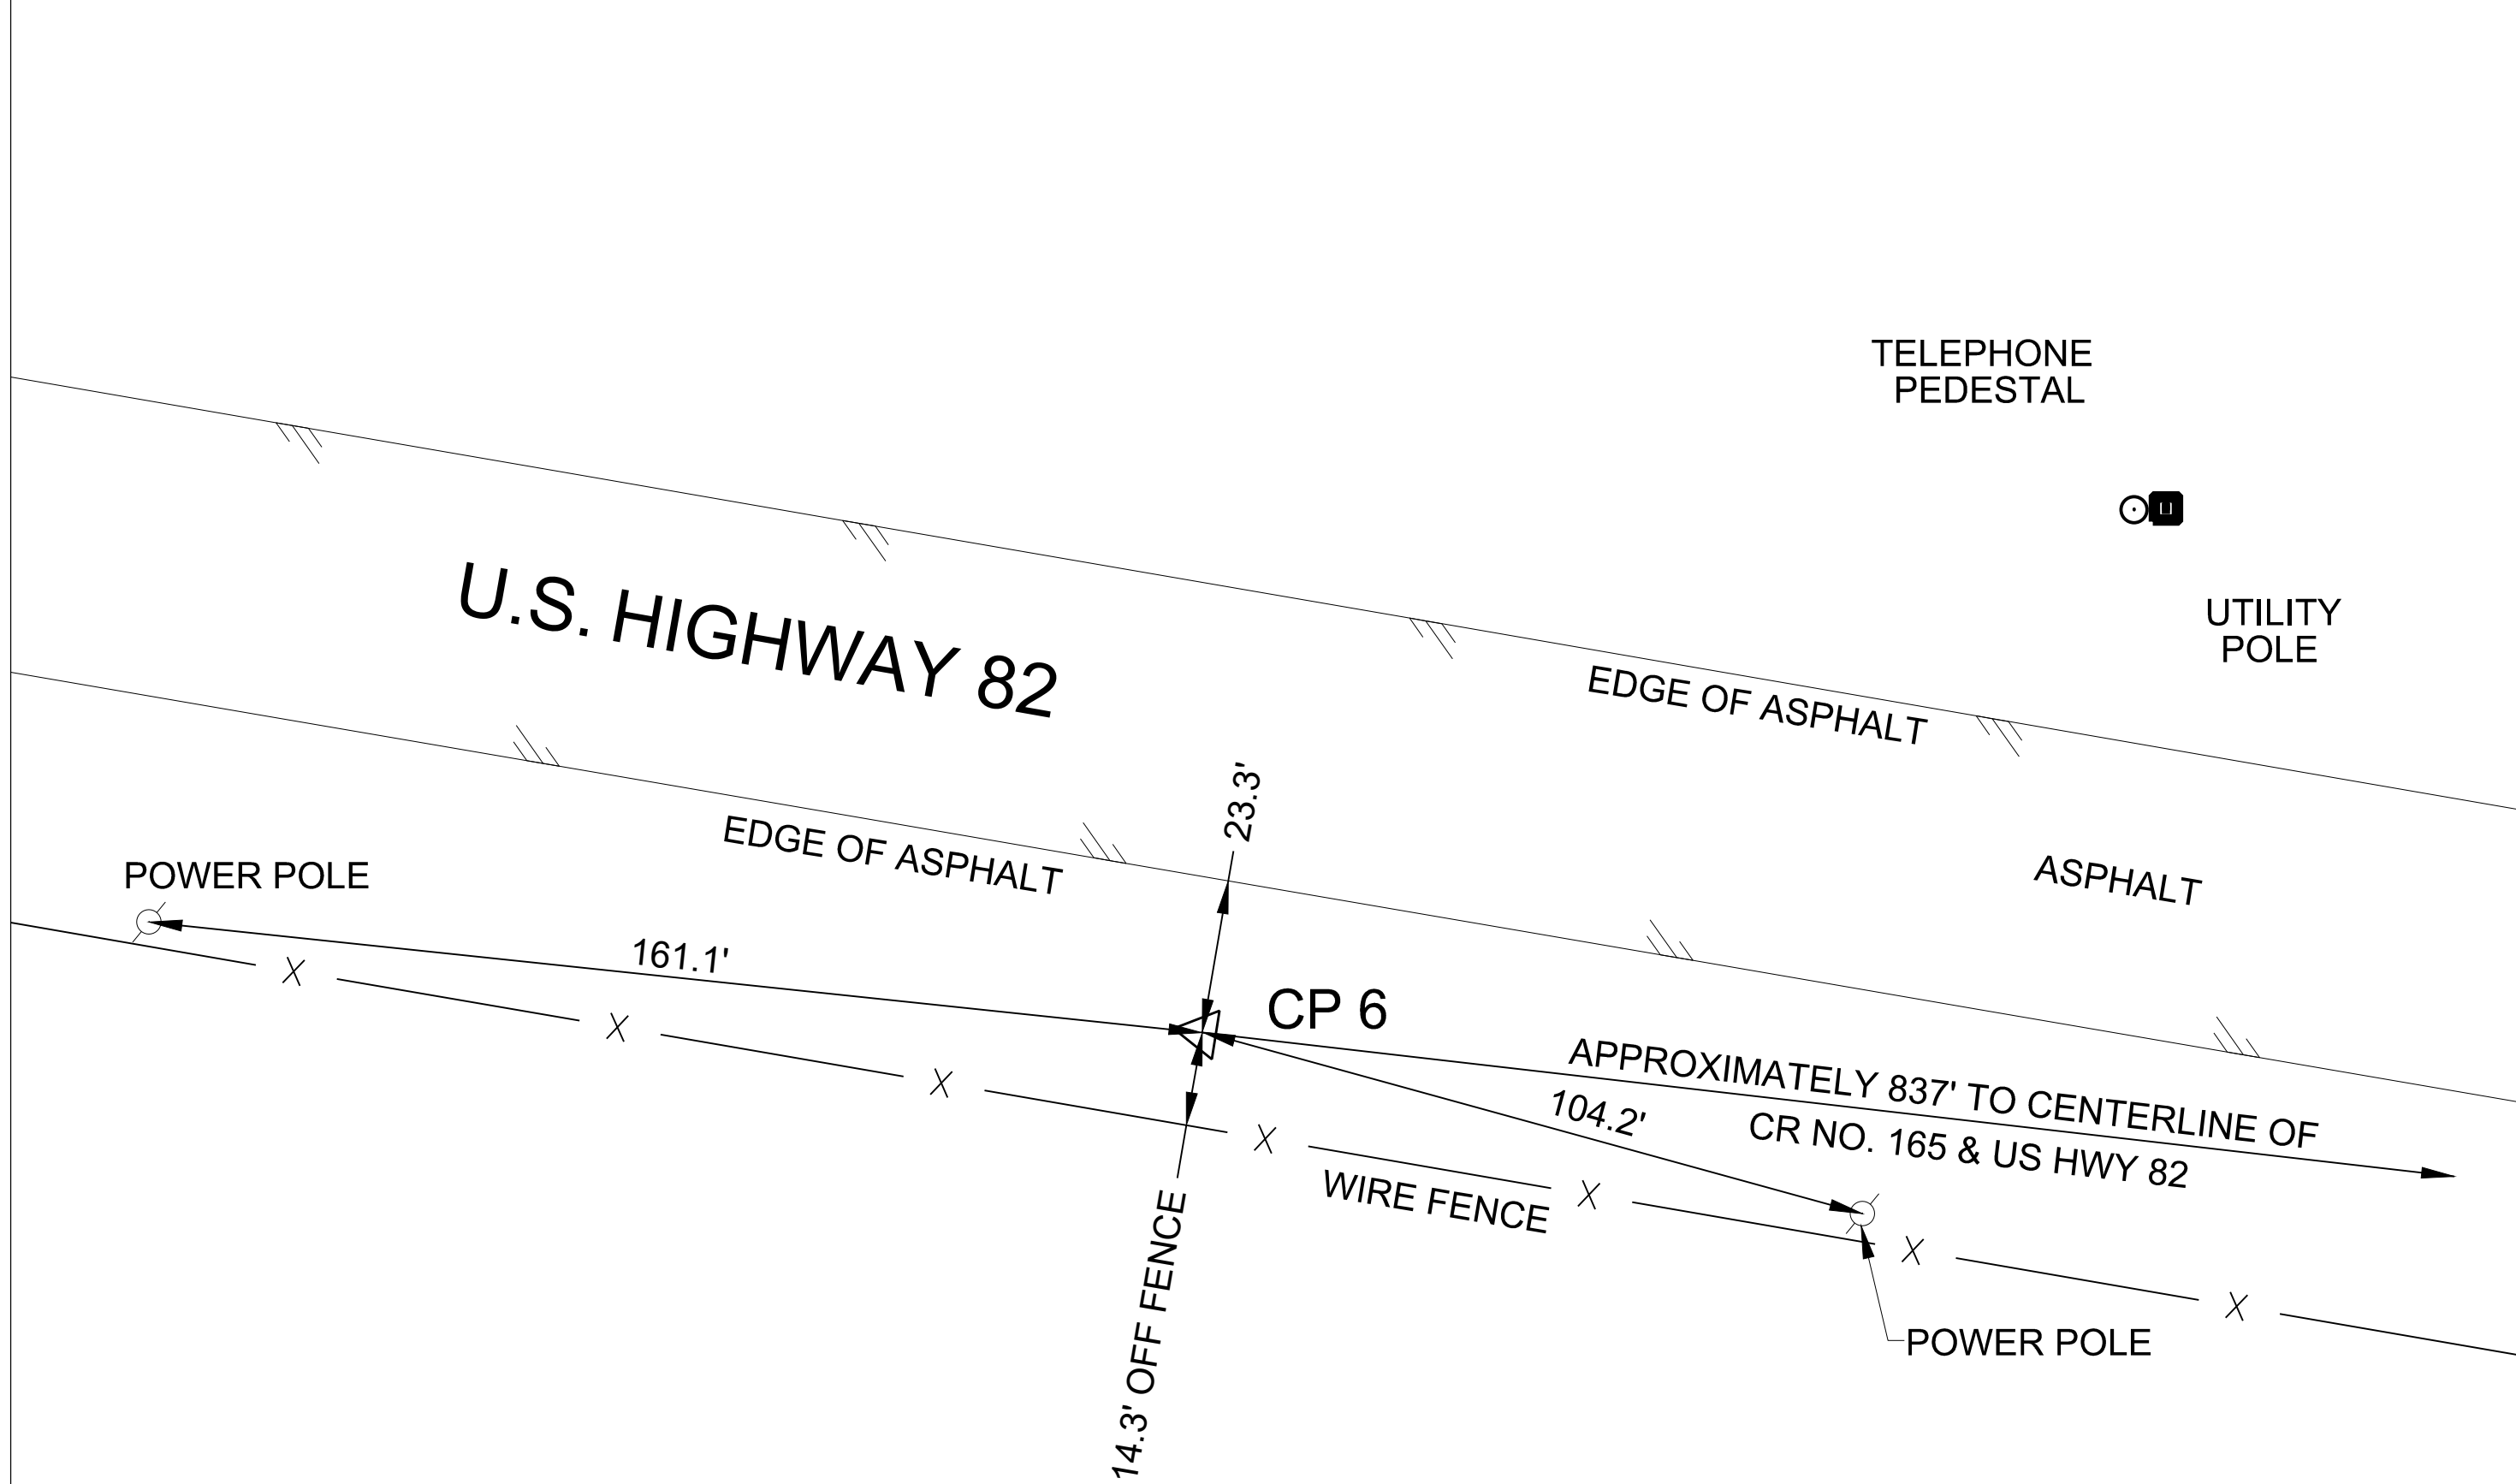 TELEPHONE
PEDESTAL
U.S. HIGHWAY 82
UTILITY
POLE
EDGE OF ASPHALT
23.3'
EDGE OF ASPHALT
POWER POLE
ASPHALT
161.1'
CP 6
APPROXIMATELY 837' TO CENTERLINE OF
CR NO. 165 & US HWY 82
104.2'
WIRE FENCE
14.3' OFF FENCE
POWER POLE